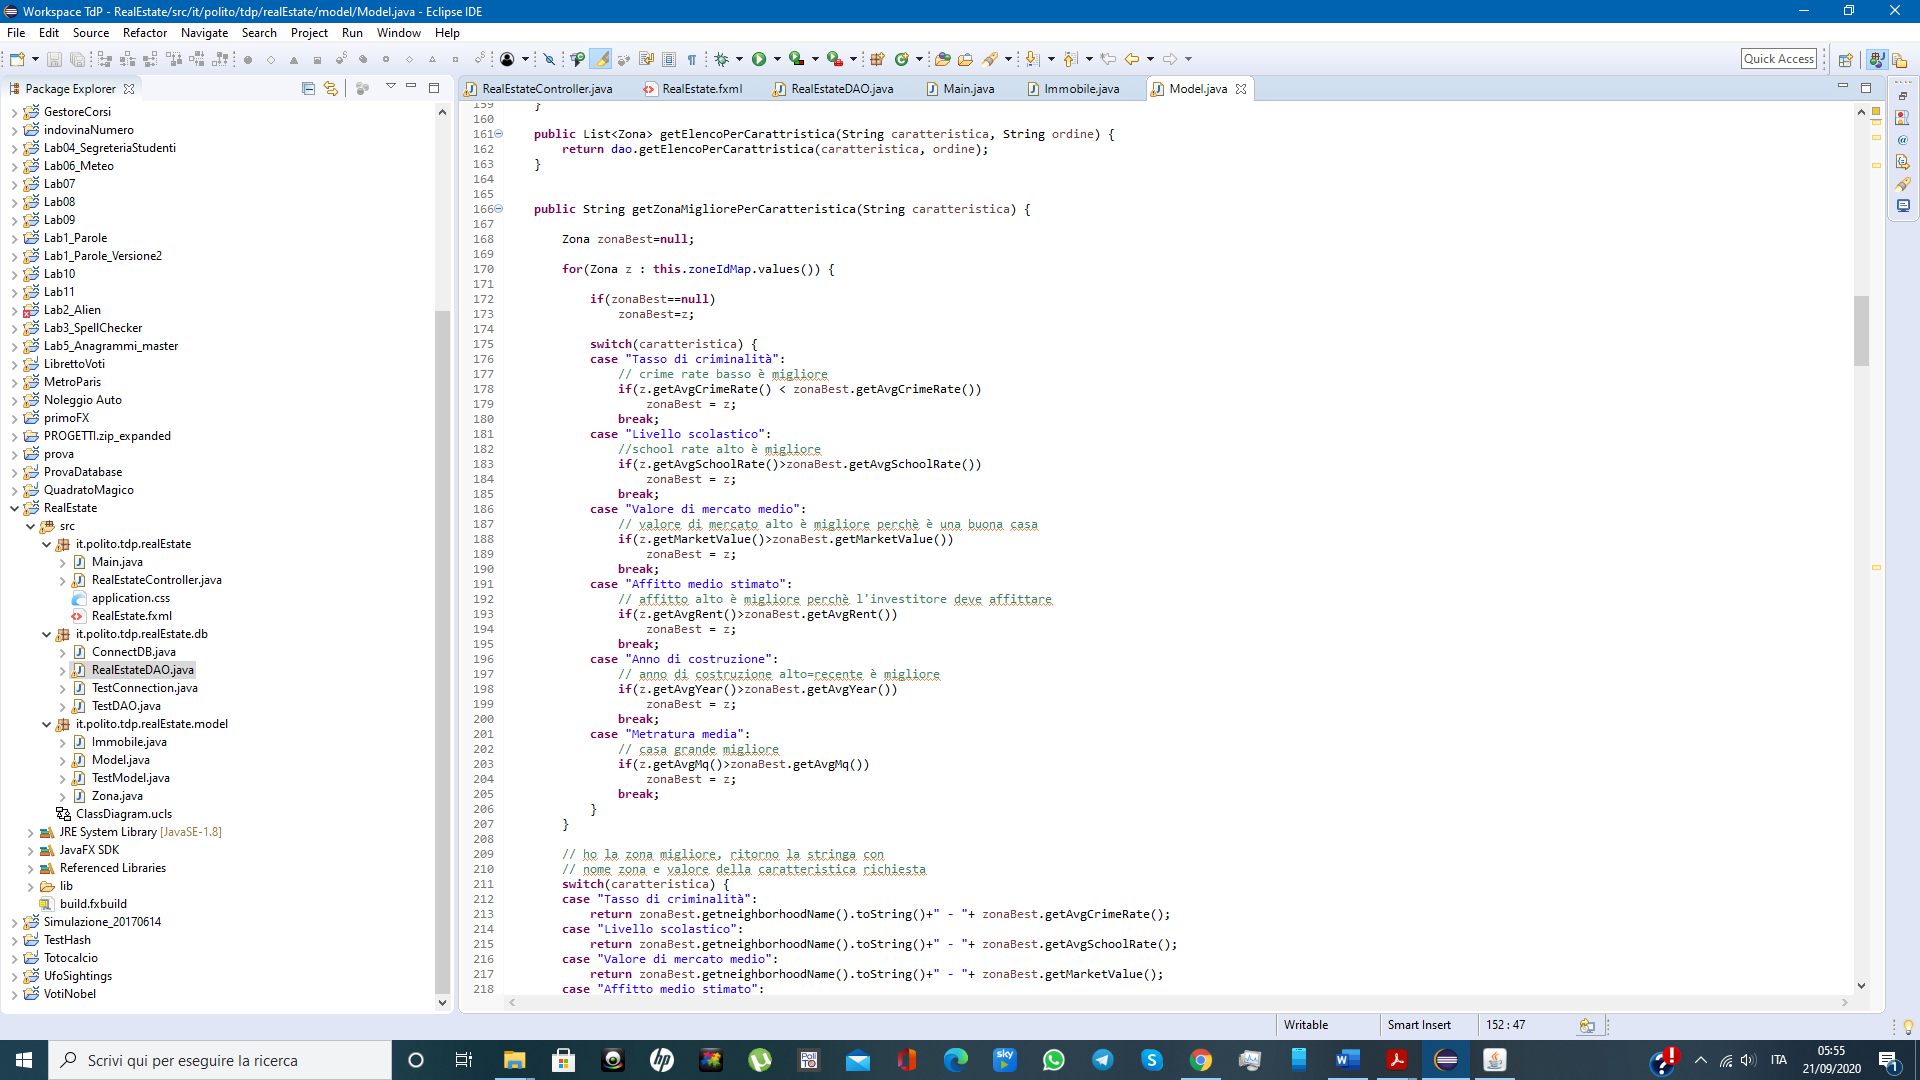 Workspace TdP - RealEstate/src/it/polito/tdp/realEstate/model/Model.java - Eclipse IDE
File Edit Source Refactor Navigate Search Project Run Window Help
Quick Access
Package Explorer
GestoreCorsi
indovinaNumero
Lab04_SegreteriaStudenti
Lab06_Meteo
Lab07
Lab08
Lab09
Lab1_Parole
Lab1_Parole_Versione2
Lab10
Lab11
Lab2_Alien
Lab3_SpellChecker
Lab5_Anagrammi_master
LibrettoVoti
MetroParis
Noleggio Auto
primoFX
PROGETTI.zip_expanded
prova
ProvaDatabase
QuadratoMagico
RealEstate
src
it.polito.tdp.realEstate
Main.java
RealEstateController.java
application.css
RealEstate.fxml
it.polito.tdp.realEstate.db
ConnectDB.java
RealEstateDAO.java
TestConnection.java
TestDAO.java
it.polito.tdp.realEstate.model
Immobile.java
Model.java
TestModel.java
Zona.java
ClassDiagram.ucls
JRE System Library [JavaSE-1.8]
JavaFX SDK
Referenced Libraries
lib
build.fxbuild
Simulazione_20170614
TestHash
Totocalcio
UfoSightings
VotiNobel
RealEstateController.java RealEstate.fxml RealEstateDAO.java Main.java Immobile.java Model.java
159 }
160
161 public List<Zona> getElencoPerCarattristica(String caratteristica, String ordine) {
162 return dao.getElencoPerCarattristica(caratteristica, ordine);
163 }
164
165
166 public String getZonaMigliorePerCaratteristica(String caratteristica) {
167
168 Zona zonaBest=null;
169
170 for(Zona z : this.zoneIdMap.values()) {
171
172 if(zonaBest==null)
173 zonaBest=z;
174
175 switch(caratteristica) {
176 case "Tasso di criminalità":
177 // crime rate basso è migliore
178 if(z.getAvgCrimeRate() < zonaBest.getAvgCrimeRate())
179 zonaBest = z;
180 break;
181 case "Livello scolastico":
182 //school rate alto è migliore
183 if(z.getAvgSchoolRate()>zonaBest.getAvgSchoolRate())
184 zonaBest = z;
185 break;
186 case "Valore di mercato medio":
187 // valore di mercato alto è migliore perchè è una buona casa
188 if(z.getMarketValue()>zonaBest.getMarketValue())
189 zonaBest = z;
190 break;
191 case "Affitto medio stimato":
192 // affitto alto è migliore perchè l'investitore deve affittare
193 if(z.getAvgRent()>zonaBest.getAvgRent())
194 zonaBest = z;
195 break;
196 case "Anno di costruzione":
197 // anno di costruzione alto=recente è migliore
198 if(z.getAvgYear()>zonaBest.getAvgYear())
199 zonaBest = z;
200 break;
201 case "Metratura media":
202 // casa grande migliore
203 if(z.getAvgMq()>zonaBest.getAvgMq())
204 zonaBest = z;
205 break;
206 }
207 }
208
209 // ho la zona migliore, ritorno la stringa con
210 // nome zona e valore della caratteristica richiesta
211 switch(caratteristica) {
212 case "Tasso di criminalità":
213 return zonaBest.getneighborhoodName().toString()+" - "+ zonaBest.getAvgCrimeRate();
214 case "Livello scolastico":
215 return zonaBest.getneighborhoodName().toString()+" - "+ zonaBest.getAvgSchoolRate();
216 case "Valore di mercato medio":
217 return zonaBest.getneighborhoodName().toString()+" - "+ zonaBest.getMarketValue();
218 case "Affitto medio stimato":
Writable Smart Insert 152 : 47
Scrivi qui per eseguire la ricerca
ITA
05:55
21/09/2020